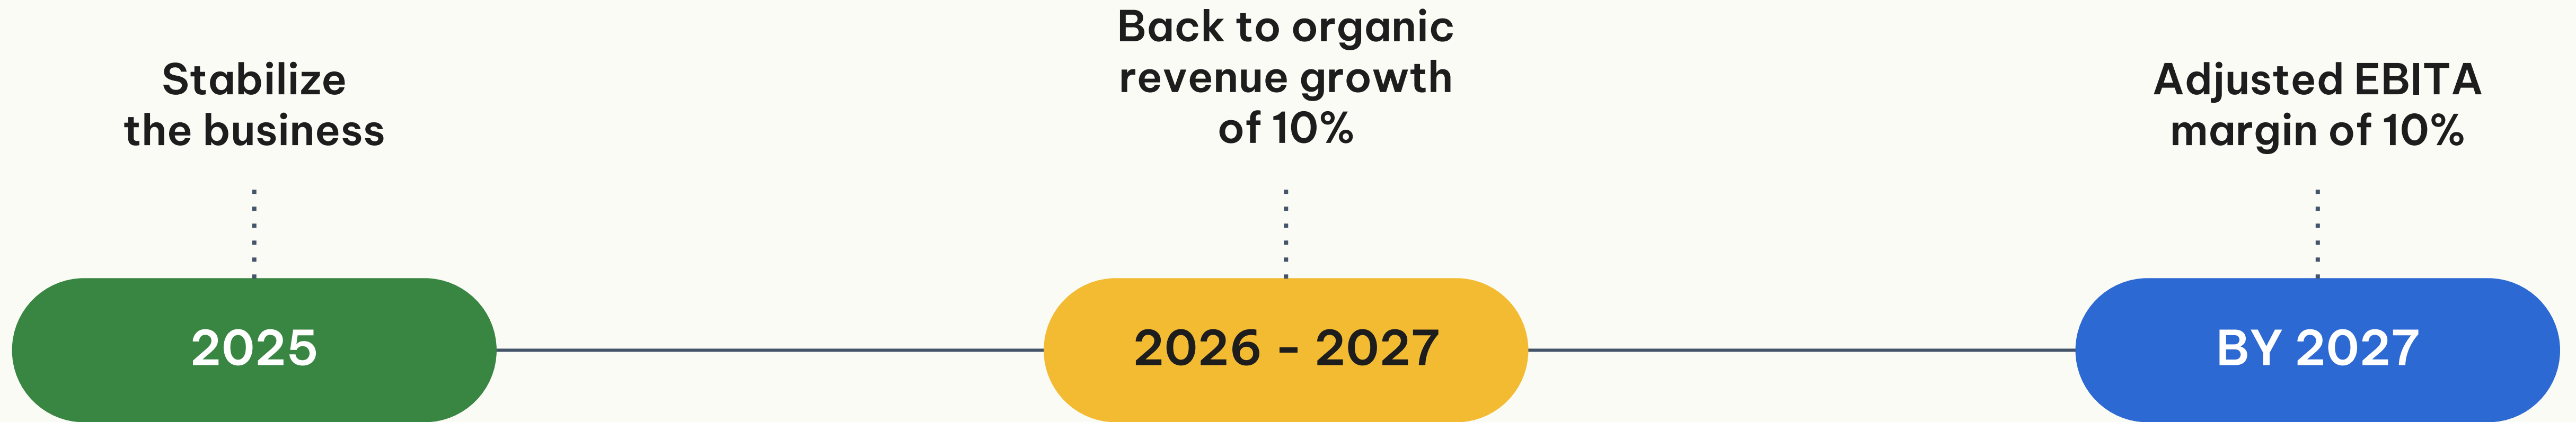 Stabilize
the business
2025
Back to organic
revenue growth
of 10%
2026 - 2027
Adjusted EBITA
margin of 10%
BY 2027